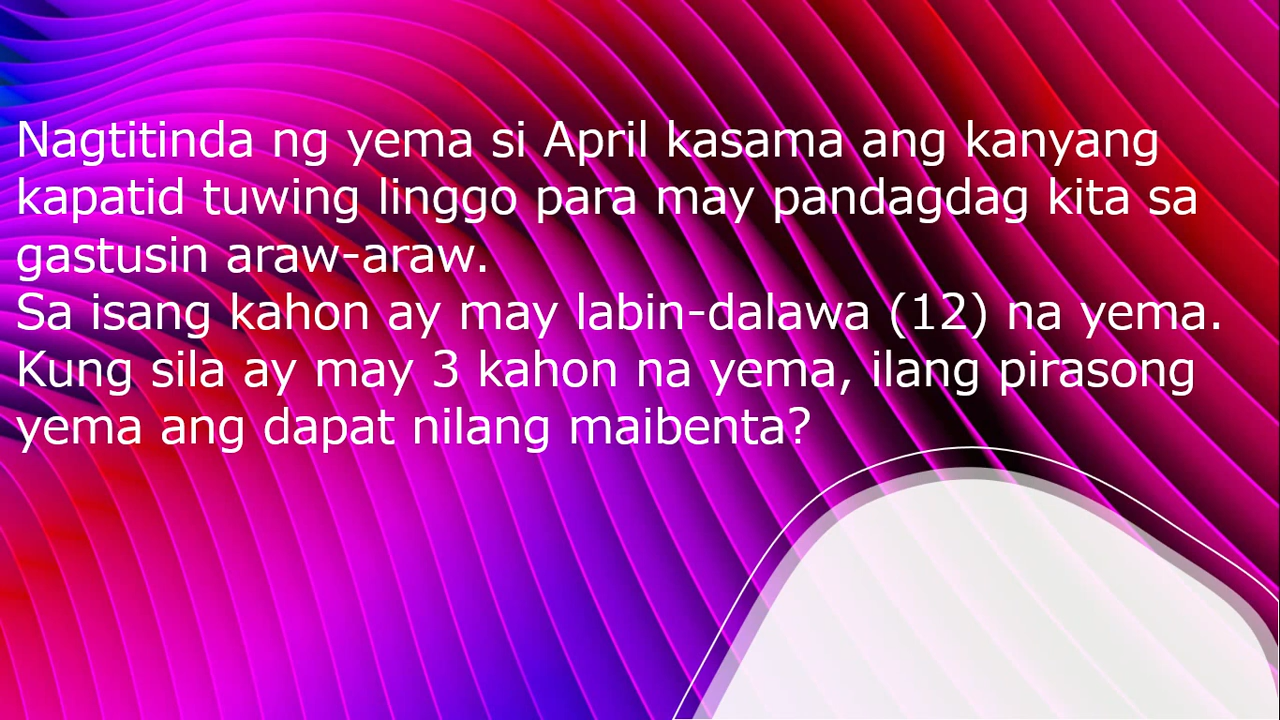 Nagtitinda ng yema si April kasama ang kanyang
kapatid tuwing linggo para may pandagdag kita sa
gastusin araw-araw.
Sa isang kahon ay may labin-dalawa (12) na yema.
Kung sila ay may 3 kahon na yema, ilang pirasong
yema ang dapat nilang maibenta?